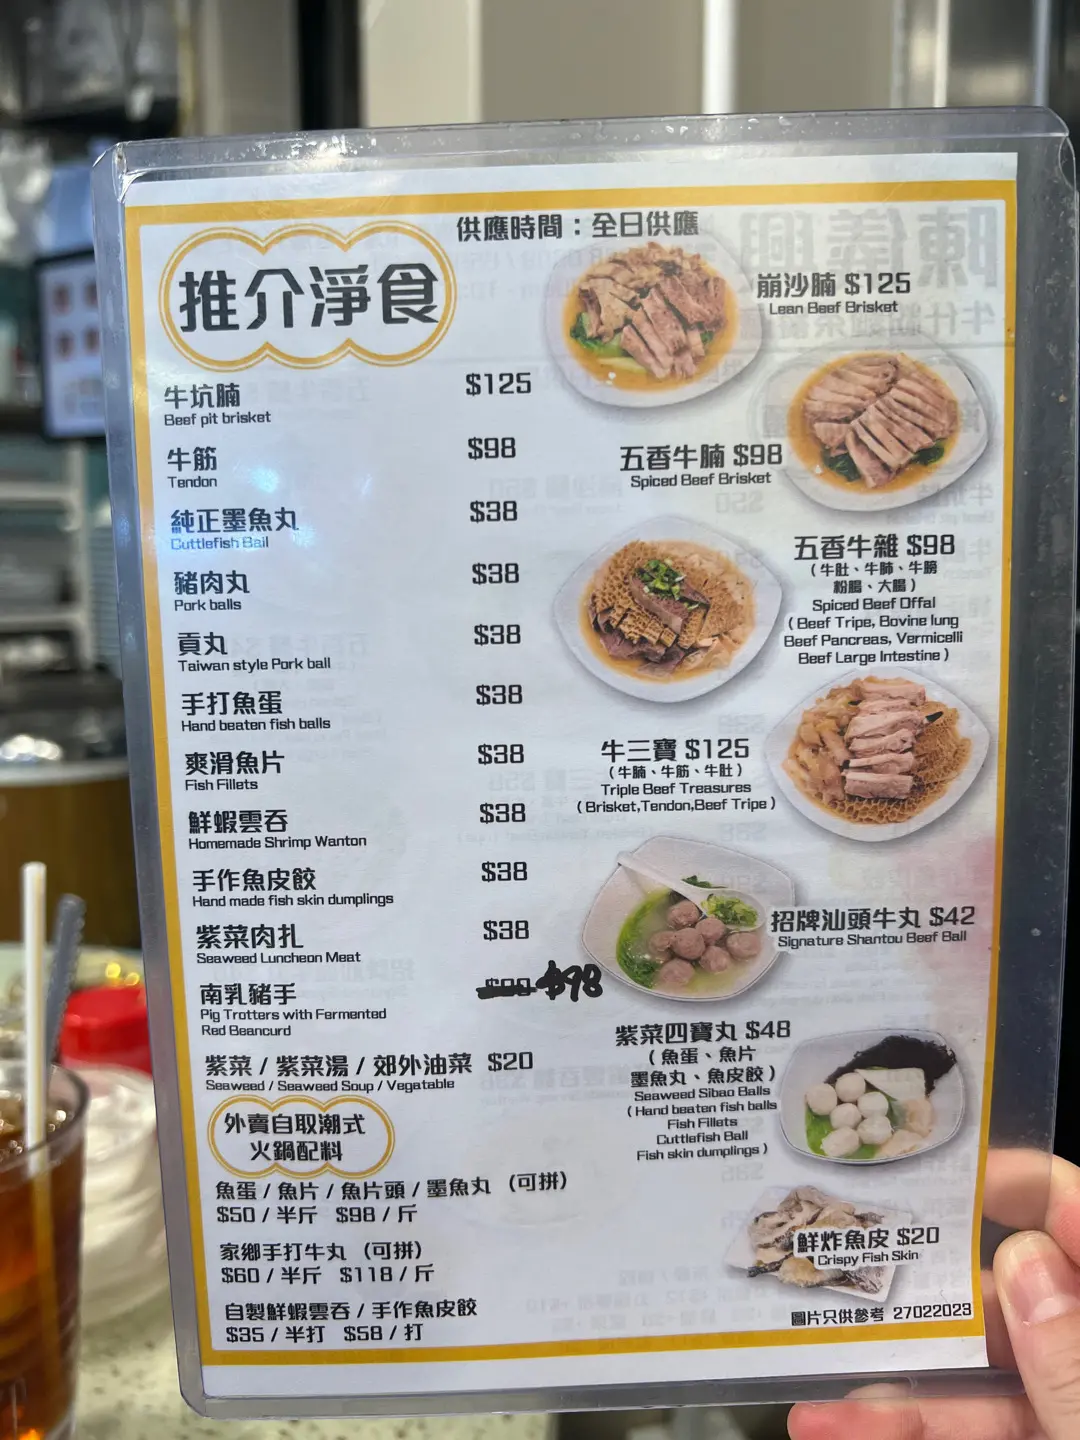 供應時間：全日供應
推介淨食
牛坑腩 $125
Beef pit brisket
牛筋 $98
Tendon
純正墨魚丸 $38
Cuttlefish Ball
豬肉丸 $38
Pork balls
貢丸 $38
Taiwan style Pork ball
手打魚蛋 $38
Hand beaten fish balls
爽滑魚片 $38
Fish Fillets
鮮蝦雲吞 $38
Homemade Shrimp Wanton
手作魚皮餃 $38
Hand made fish skin dumplings
紫菜肉扎 $38
Seaweed Luncheon Meat
南乳豬手 $98
Pig Trotters with Fermented
Red Beancurd
紫菜 / 紫菜湯 / 郊外油菜 $20
Seaweed / Seaweed Soup / Vegatable
外賣自取潮式
火鍋配料
魚蛋 / 魚片 / 魚片頭 / 墨魚丸 （可拼）
$50 / 半斤 $98 / 斤
家鄉手打牛丸 （可拼）
$60 / 半斤 $118 / 斤
自製鮮蝦雲吞 / 手作魚皮餃
$35 / 半打 $58 / 打
崩沙腩 $125
Lean Beef Brisket
五香牛腩 $98
Spiced Beef Brisket
五香牛雜 $98
（牛肚、牛肺、牛膀
粉腸、大腸）
Spiced Beef Offal
( Beef Tripe, Bovine lung
Beef Pancreas, Vermicelli
Beef Large Intestine )
牛三寶 $125
（牛腩、牛筋、牛肚）
Triple Beef Treasures
( Brisket,Tendon,Beef Tripe )
招牌汕頭牛丸 $42
Signature Shantou Beef Ball
紫菜四寶丸 $48
（魚蛋、魚片
墨魚丸、魚皮餃）
Seaweed Sibao Balls
( Hand beaten fish balls
Fish Fillets
Cuttlefish Ball
Fish skin dumplings )
鮮炸魚皮 $20
Crispy Fish Skin
圖片只供參考 27022023